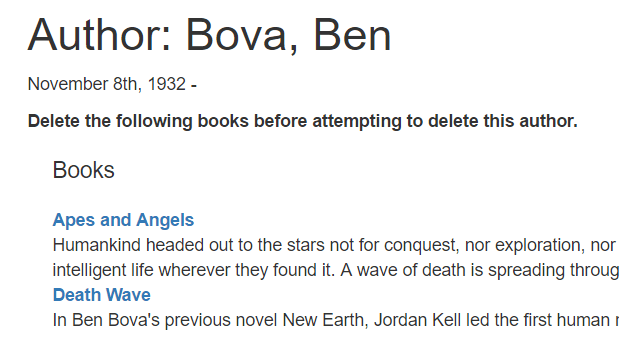 Author: Bova, Ben
November 8th, 1932 -
Delete the following books before attempting to delete this author.
Books
Apes and Angels
Humankind headed out to the stars not for conquest, nor exploration, nor
intelligent life wherever they found it. A wave of death is spreading throug
Death Wave
In Ben Bova's previous novel New Earth, Jordan Kell led the first human